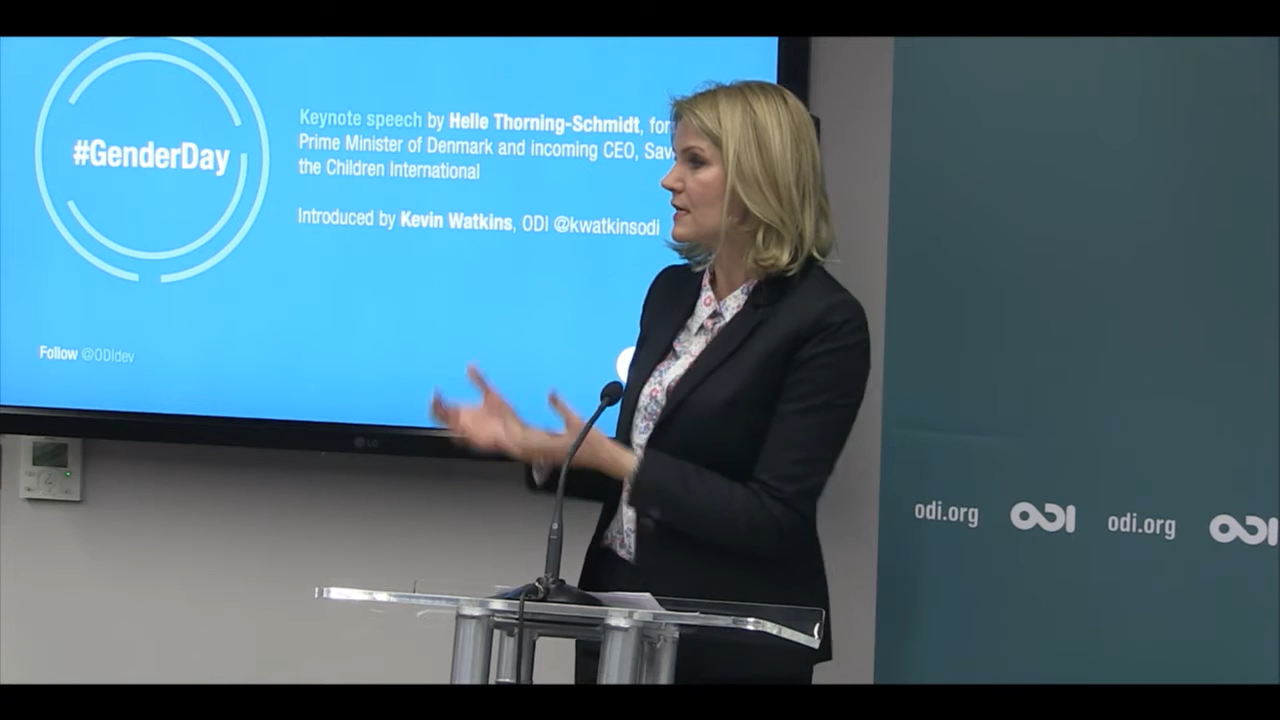 #GenderDay
Keynote speech by Helle Thorning-Schmidt, for
Prime Minister of Denmark and incoming CEO, Sav
the Children International
Introduced by Kevin Watkins, ODI @kwatkinsodi
Follow @ODIdev
LG
odi.org ODI odi.org ODI